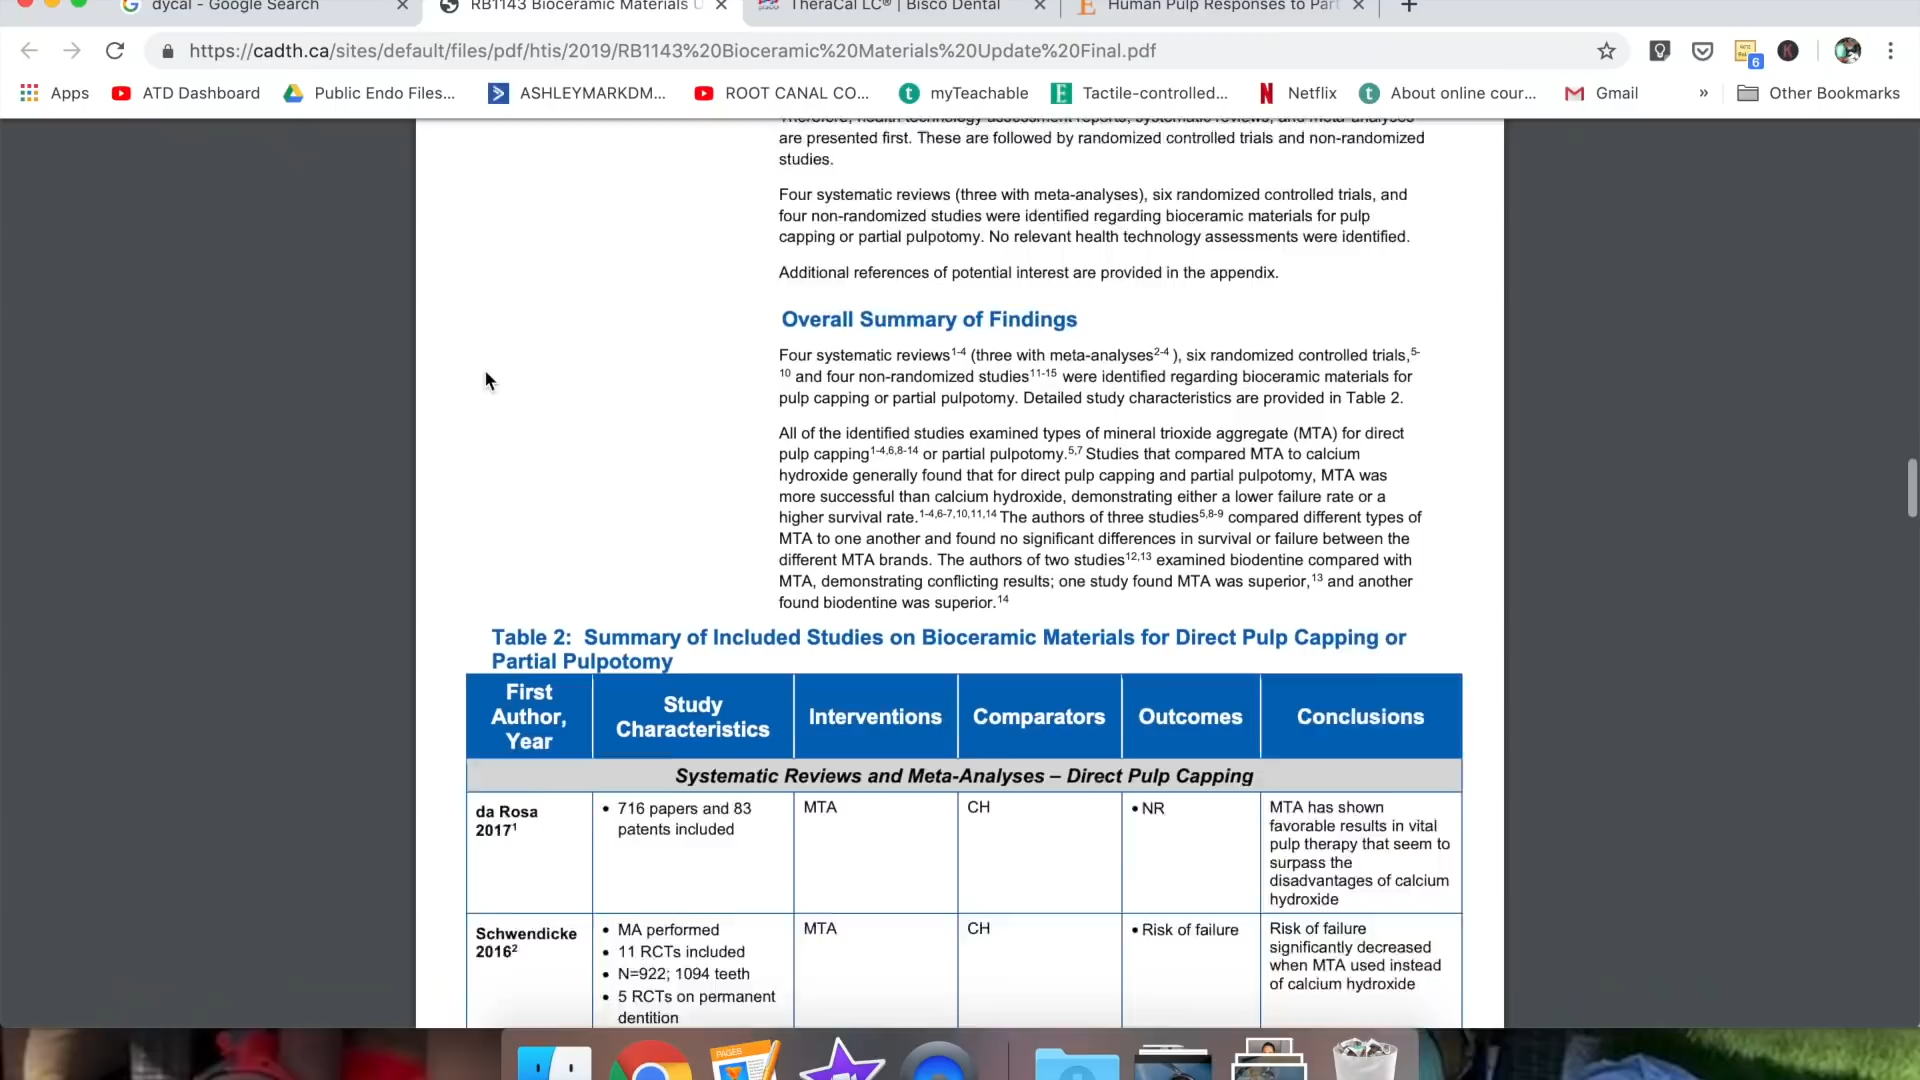 dycal - Google Search
RB1143 Bioceramic Materials U
TheraCal LC® | Bisco Dental
Human Pulp Responses to Part
https://cadth.ca/sites/default/files/pdf/htis/2019/RB1143%20Bioceramic%20Materials%20Update%20Final.pdf
6
K
Apps
ATD Dashboard
Public Endo Files...
ASHLEYMARKDM...
ROOT CANAL CO...
myTeachable
Tactile-controlled...
Netflix
About online cour...
Gmail
»
Other Bookmarks
Therefore, health technology assessment reports, systematic reviews, and meta-analyses
are presented first. These are followed by randomized controlled trials and non-randomized
studies.
Four systematic reviews (three with meta-analyses), six randomized controlled trials, and
four non-randomized studies were identified regarding bioceramic materials for pulp
capping or partial pulpotomy. No relevant health technology assessments were identified.
Additional references of potential interest are provided in the appendix.
Overall Summary of Findings
Four systematic reviews1-4 (three with meta-analyses2-4 ), six randomized controlled trials,5-
10 and four non-randomized studies11-15 were identified regarding bioceramic materials for
pulp capping or partial pulpotomy. Detailed study characteristics are provided in Table 2.
All of the identified studies examined types of mineral trioxide aggregate (MTA) for direct
pulp capping1-4,6,8-14 or partial pulpotomy.5,7 Studies that compared MTA to calcium
hydroxide generally found that for direct pulp capping and partial pulpotomy, MTA was
more successful than calcium hydroxide, demonstrating either a lower failure rate or a
higher survival rate.1-4,6-7,10,11,14 The authors of three studies5,8-9 compared different types of
MTA to one another and found no significant differences in survival or failure between the
different MTA brands. The authors of two studies12,13 examined biodentine compared with
MTA, demonstrating conflicting results; one study found MTA was superior,13 and another
found biodentine was superior.14
Table 2: Summary of Included Studies on Bioceramic Materials for Direct Pulp Capping or
Partial Pulpotomy
First
Author,
Year
Study
Characteristics
Interventions
Comparators
Outcomes
Conclusions
Systematic Reviews and Meta-Analyses – Direct Pulp Capping
da Rosa
20171
• 716 papers and 83
patents included
MTA
CH
• NR
MTA has shown
favorable results in vital
pulp therapy that seem to
surpass the
disadvantages of calcium
hydroxide
Schwendicke
20162
• MA performed
• 11 RCTs included
• N=922; 1094 teeth
• 5 RCTs on permanent
dentition
MTA
CH
• Risk of failure
Risk of failure
significantly decreased
when MTA used instead
of calcium hydroxide
PAGES